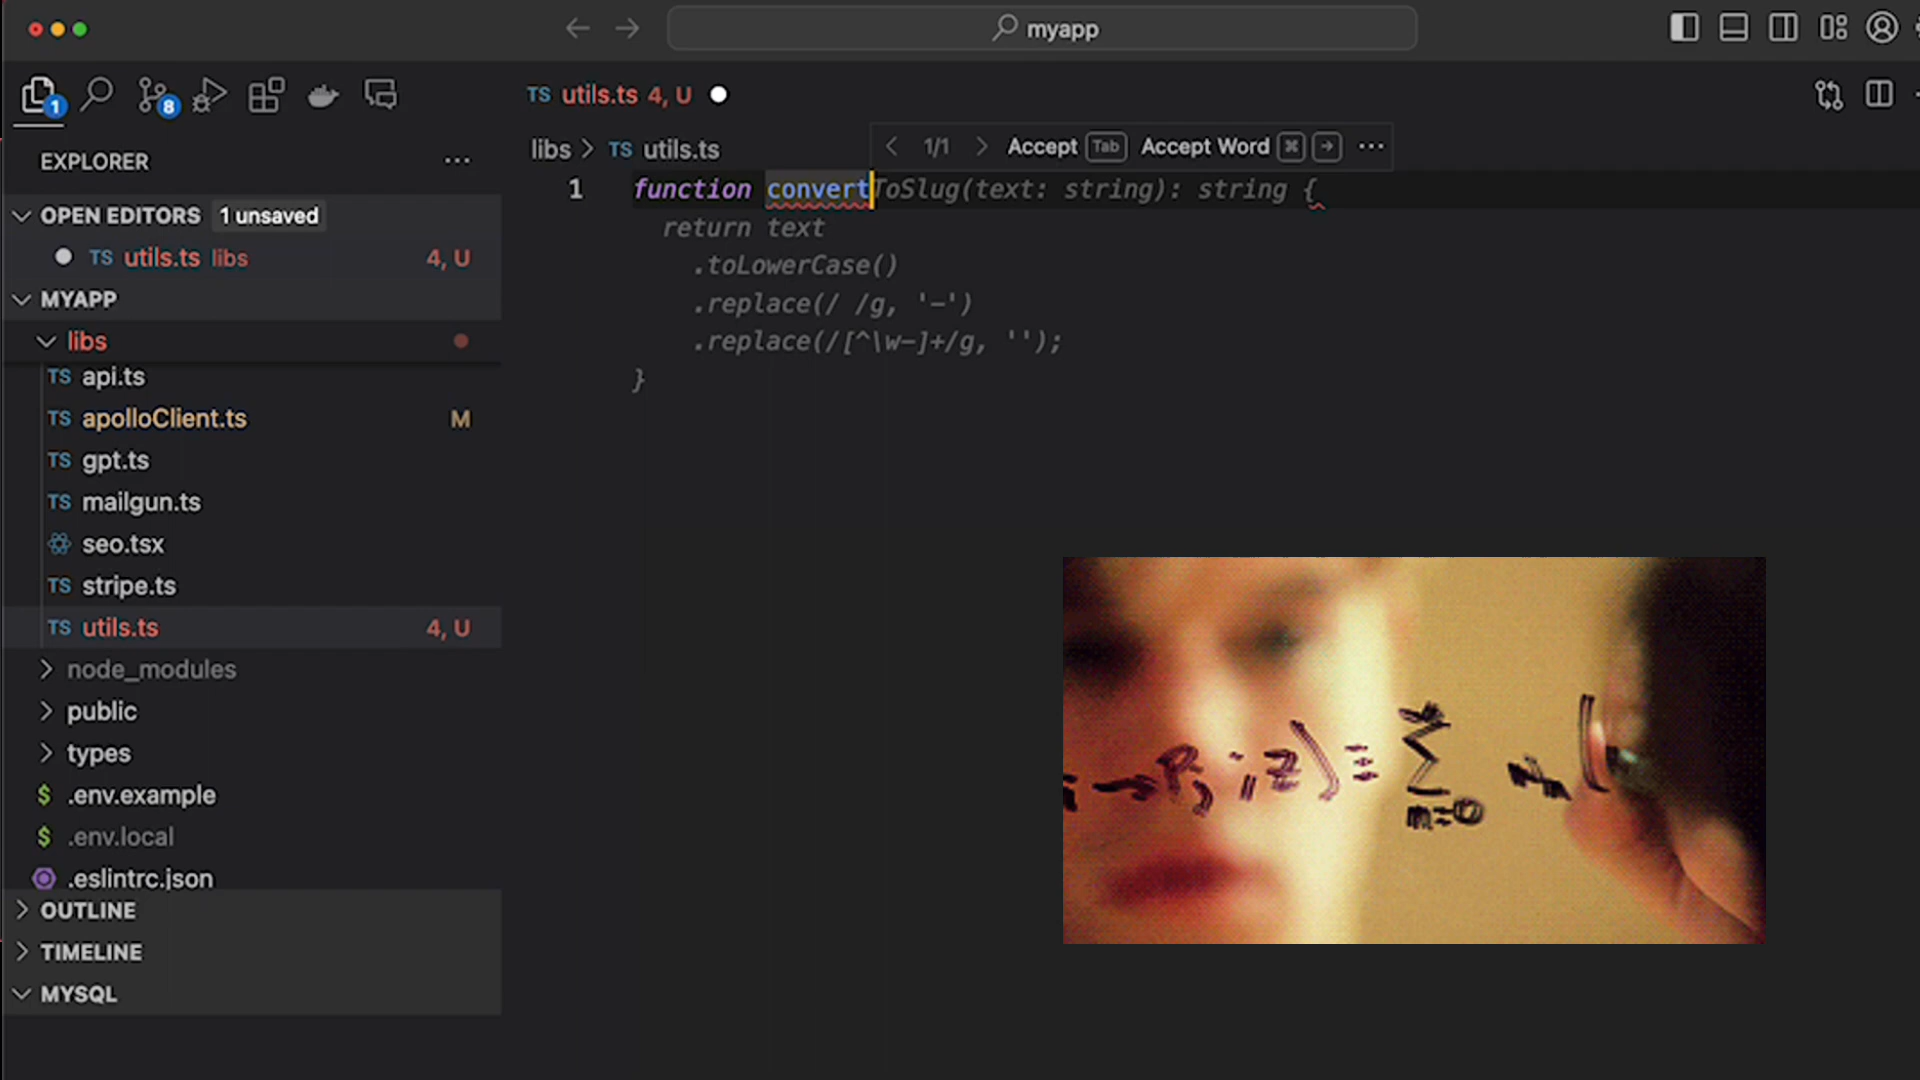 myapp
1
8
TS utils.ts 4, U
EXPLORER
libs > TS utils.ts
1/1 Accept Tab Accept Word ⌘ → ...
OPEN EDITORS 1 unsaved
TS utils.ts libs 4, U
MYAPP
libs
TS api.ts
TS apolloClient.ts M
TS gpt.ts
TS mailgun.ts
seo.tsx
TS stripe.ts
TS utils.ts 4, U
node_modules
public
types
$ .env.example
$ .env.local
.eslintrc.json
OUTLINE
TIMELINE
MYSQL
1 function convertToSlug(text: string): string {
return text
.toLowerCase()
.replace(/ /g, '-')
.replace(/[^\w-]+/g, '');
}